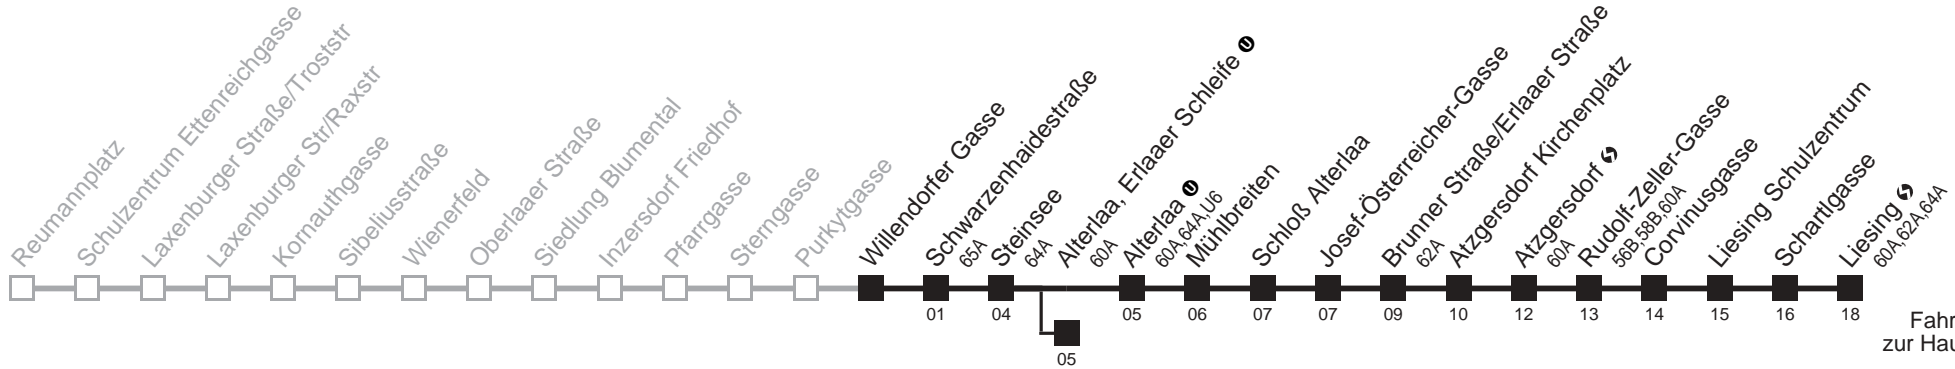 Reumannplatz
Schulzentrum Ettenreichgasse
Laxenburger Straße/Troststr
Laxenburger Str/Raxstr
Kornauthgasse
Sibeliusstraße
Wienerfeld
Oberlaaer Straße
Siedlung Blumental
Inzersdorf Friedhof
Pfarrgasse
Sterngasse
Purkytgasse
Willendorfer Gasse
Schwarzenhaidestraße
65A
Steinsee
64A
Alterlaa, Erlaaer Schleife U
60A
Alterlaa U
60A,64A,U6
Mühlbreiten
Schloß Alterlaa
Josef-Österreicher-Gasse
Brunner Straße/Erlaaer Straße
62A
Atzgersdorf Kirchenplatz
Atzgersdorf S
60A
Rudolf-Zeller-Gasse
56B,58B,60A
Corvinusgasse
Liesing Schulzentrum
Schartlgasse
Liesing S
60A,62A,64A
01 04 05 06 07 07 09 10 12 13 14 15 16 18
05
Fahr
zur Hau